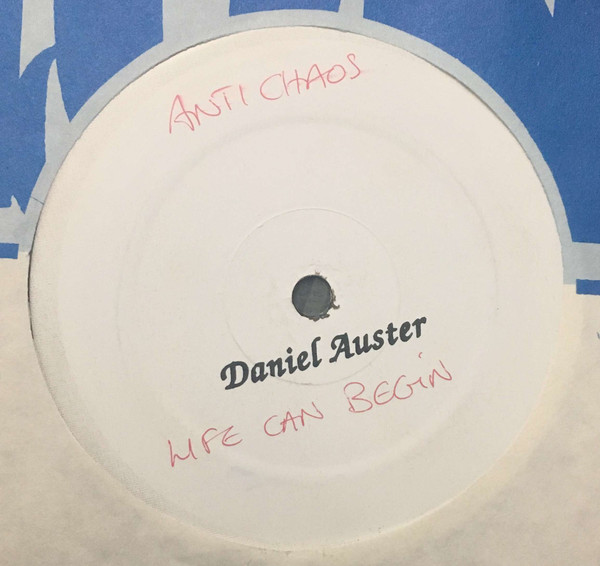 ANTI CHAOS
Daniel Auster
LIFE CAN BEGIN